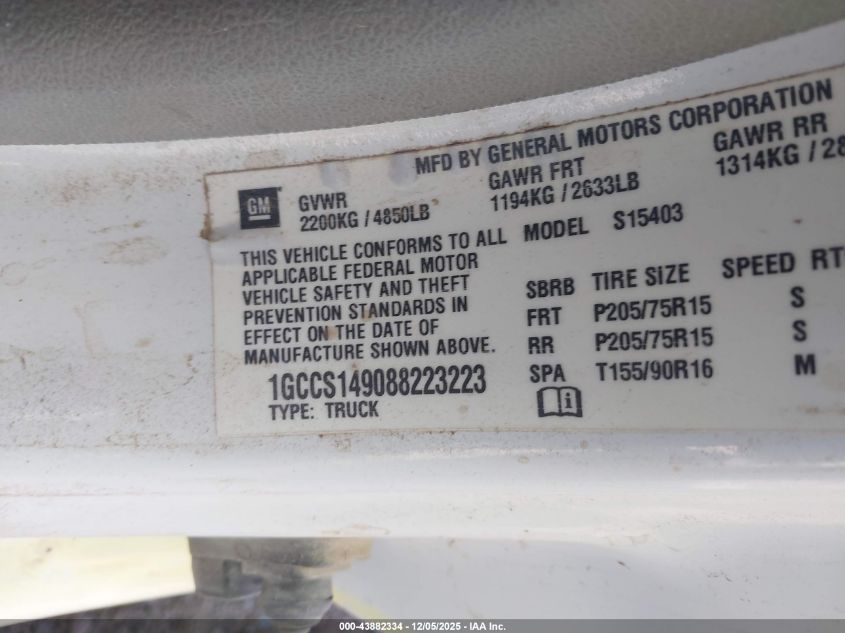 MFD BY GENERAL MOTORS CORPORATION
GM
GVWR
2200KG / 4850LB
GAWR FRT
1194KG / 2633LB
GAWR RR
1314KG / 28
THIS VEHICLE CONFORMS TO ALL
APPLICABLE FEDERAL MOTOR
VEHICLE SAFETY AND THEFT
PREVENTION STANDARDS IN
EFFECT ON THE DATE OF
MANUFACTURE SHOWN ABOVE.
1GCCS149088223223
TYPE: TRUCK
MODEL S15403
SBRB TIRE SIZE SPEED RT
FRT P205/75R15 S
RR P205/75R15 S
SPA T155/90R16 M
i
000-43882334 - 12/05/2025 - IAA Inc.